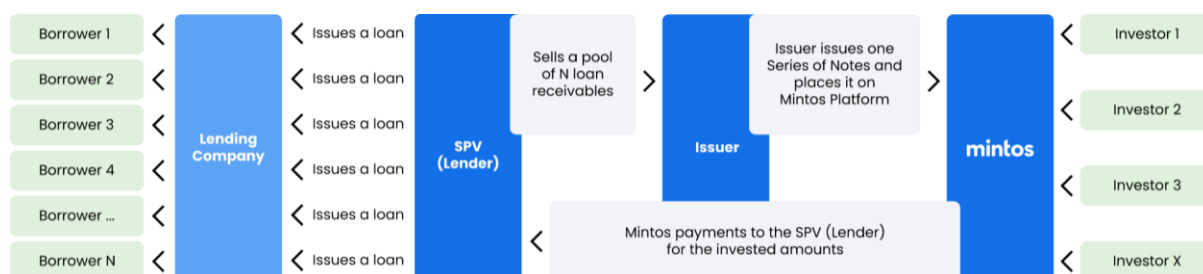 Borrower 1
Borrower 2
Borrower 3
Borrower 4
Borrower ...
Borrower N
Lending
Company
Issues a loan
Issues a loan
Issues a loan
Issues a loan
Issues a loan
Issues a loan
SPV
(Lender)
Sells a pool
of N loan
receivables
Issuer
Issuer issues one
Series of Notes and
places it on
Mintos Platform
Mintos payments to the SPV (Lender)
for the invested amounts
mintos
Investor 1
Investor 2
Investor 3
Investor X